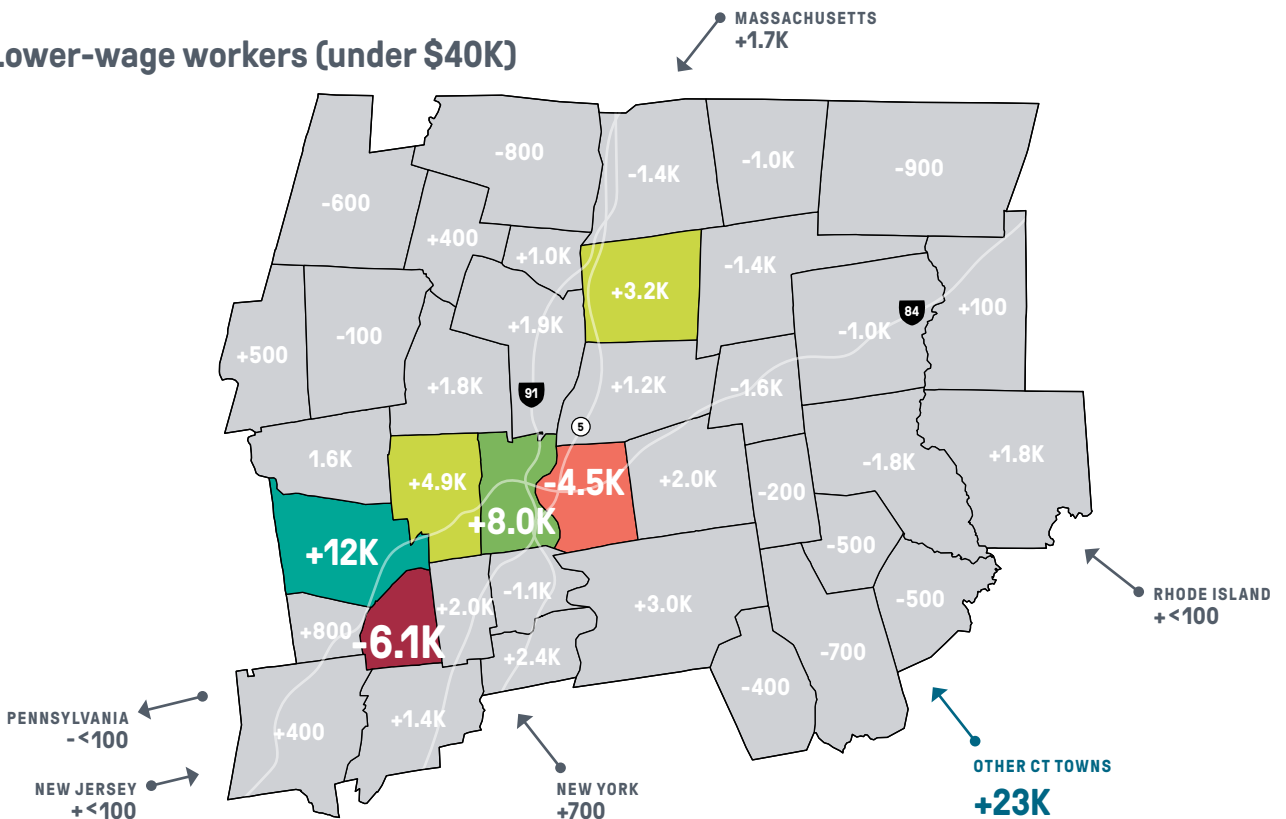 MASSACHUSETTS
+1.7K
Lower-wage workers (under $40K)
-800
-1.4K
-1.0K
-900
-600
+400
+1.0K
-1.4K
+3.2K
+100
84
+1.9K
-1.0K
-100
+500
+1.8K
+1.2K
-1.6K
91
5
1.6K
+1.8K
-1.8K
+4.9K
-4.5K
+2.0K
-200
+8.0K
+12K
-500
-1.1K
+2.0K
+3.0K
-500
RHODE ISLAND
+<100
+800
-6.1K
+2.4K
-700
-400
PENNSYLVANIA
-<100
+400
+1.4K
NEW JERSEY
+<100
NEW YORK
+700
OTHER CT TOWNS
+23K